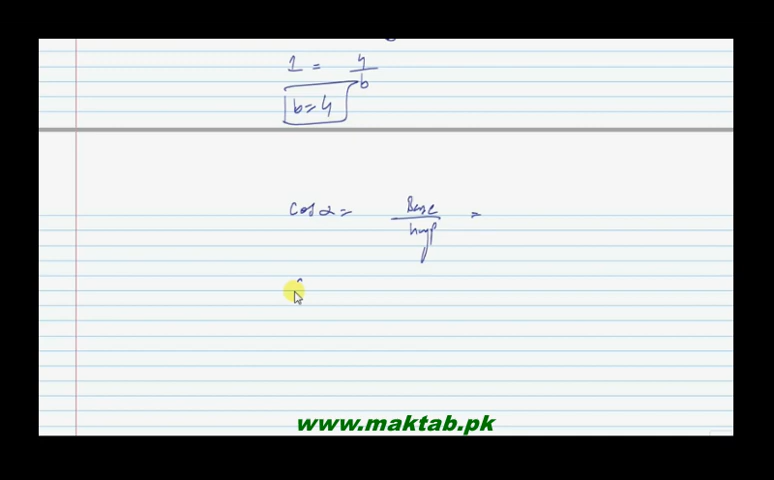 1 = 4/b
b = 4
cos α = Base/hyp =
www.maktab.pk